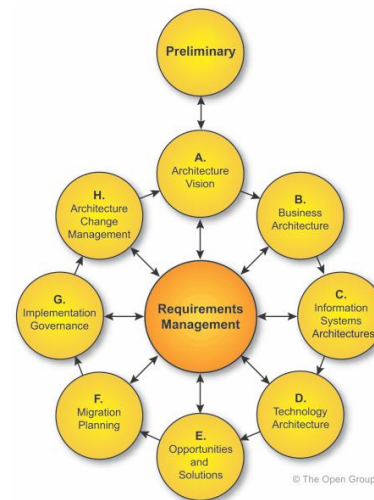 Preliminary
A.
Architecture
Vision
B.
Business
Architecture
C.
Information
Systems
Architectures
D.
Technology
Architecture
E.
Opportunities
and
Solutions
F.
Migration
Planning
G.
Implementation
Governance
H.
Architecture
Change
Management
Requirements
Management
© The Open Group